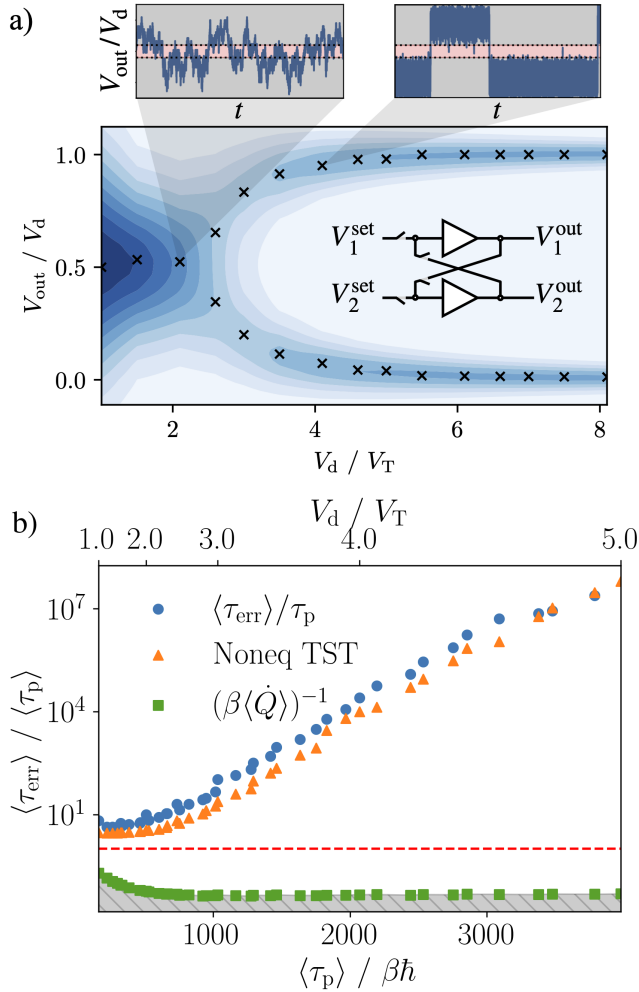 a)
V_out/V_d
t
t
1.0
0.5
0.0
V_out / V_d
V_1^set
V_1^out
V_2^set
V_2^out
2
4
6
8
V_d / V_T
b)
V_d / V_T
1.0
2.0
3.0
4.0
5.0
10^7
10^4
10^1
⟨τ_err⟩ / ⟨τ_p⟩
⟨τ_err⟩/τ_p
Noneq TST
(β⟨Q̇⟩)^−1
1000
2000
3000
⟨τ_p⟩ / βħ